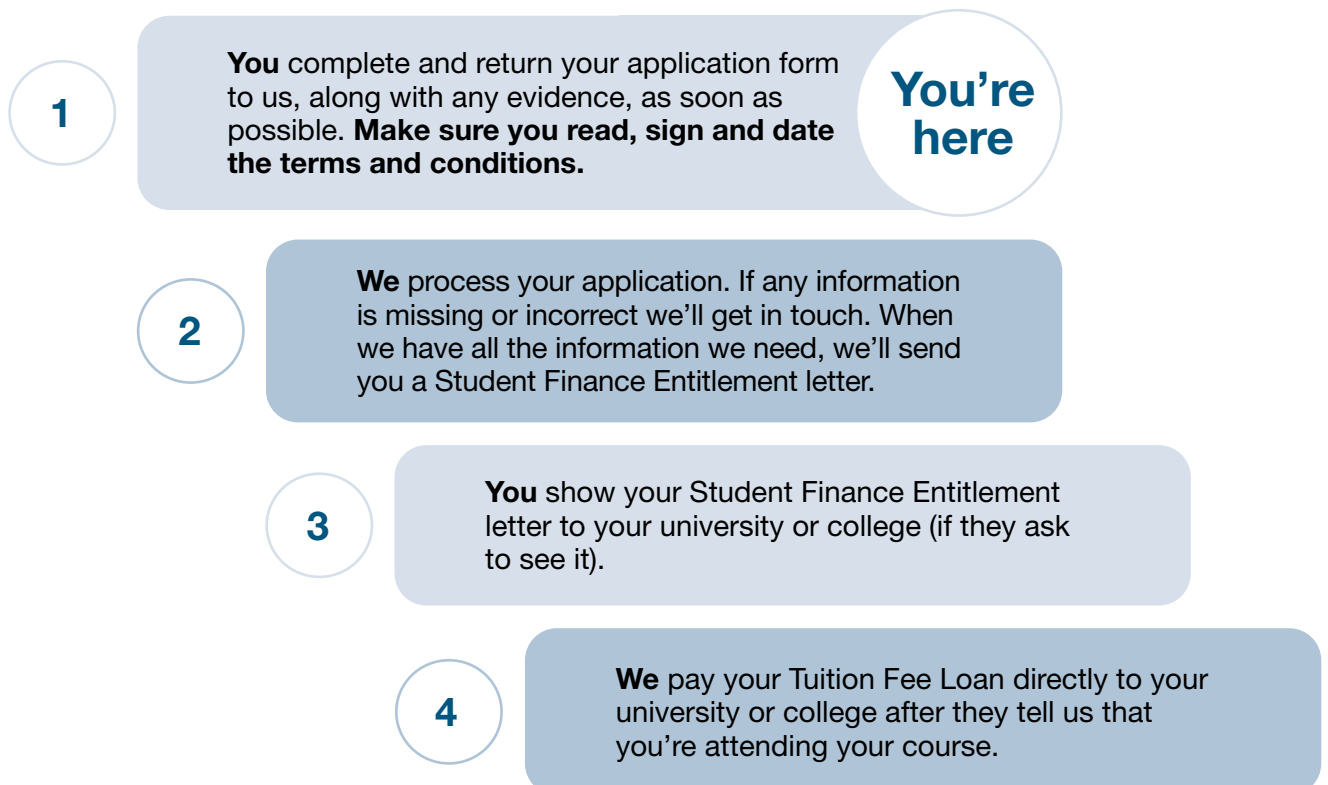 1
You complete and return your application form
to us, along with any evidence, as soon as
possible. Make sure you read, sign and date
the terms and conditions.
You’re
here
2
We process your application. If any information
is missing or incorrect we’ll get in touch. When
we have all the information we need, we’ll send
you a Student Finance Entitlement letter.
3
You show your Student Finance Entitlement
letter to your university or college (if they ask
to see it).
4
We pay your Tuition Fee Loan directly to your
university or college after they tell us that
you’re attending your course.